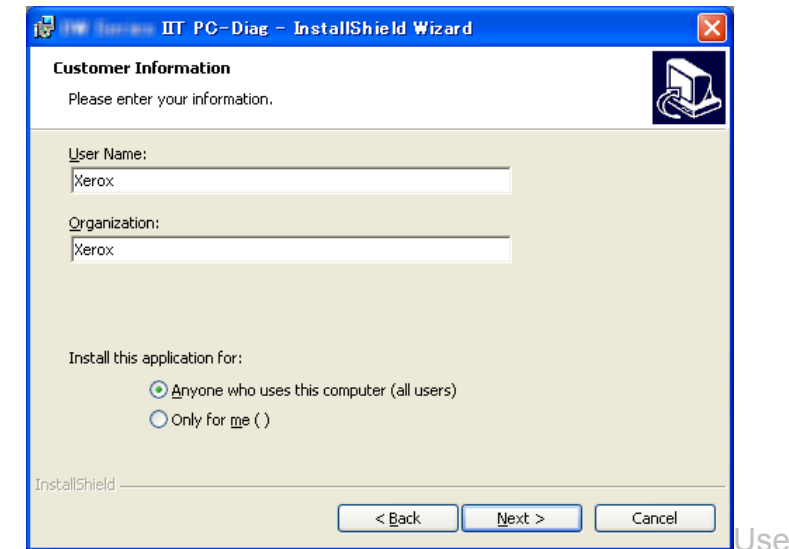 IIT PC-Diag - InstallShield Wizard
Customer Information
Please enter your information.
User Name:
Xerox
Organization:
Xerox
Install this application for:
Anyone who uses this computer (all users)
Only for me ( )
InstallShield
< Back
Next >
Cancel
Use